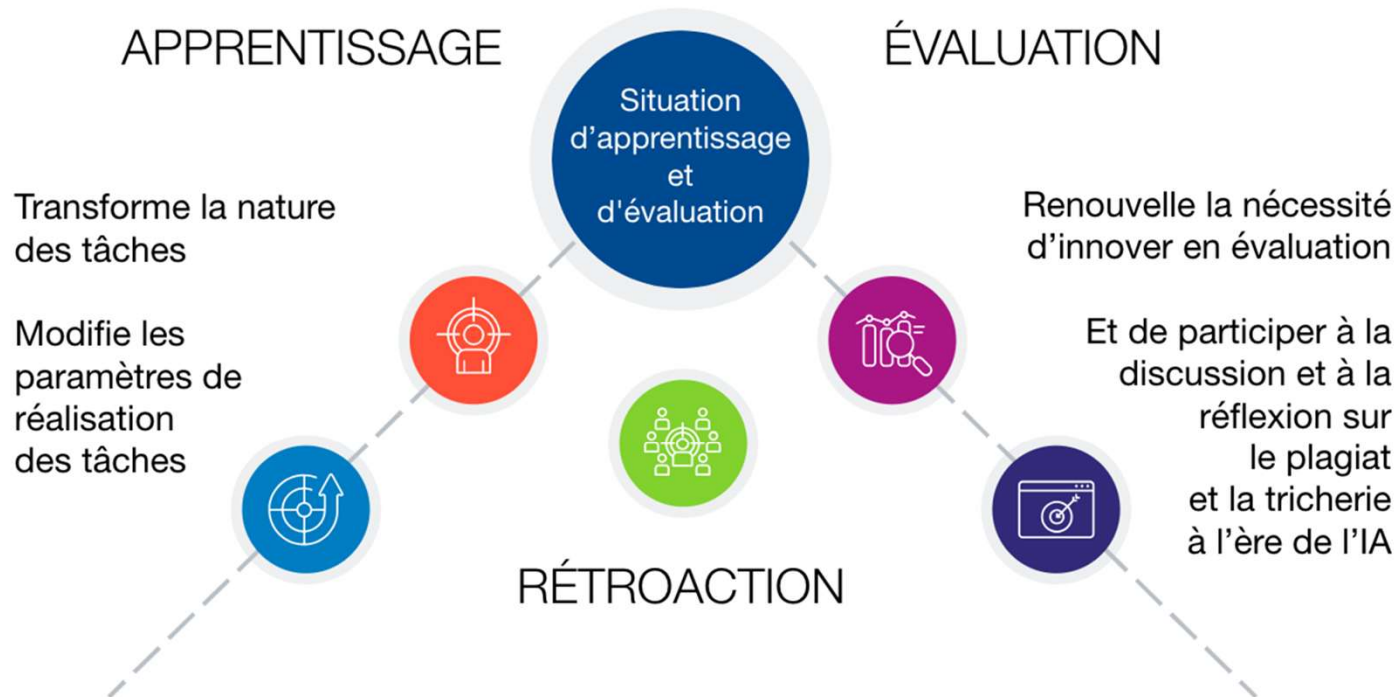 APPRENTISSAGE
ÉVALUATION
Situation
d’apprentissage
et
d'évaluation
Transforme la nature
des tâches
Modifie les
paramètres de
réalisation
des tâches
Renouvelle la nécessité
d’innover en évaluation
Et de participer à la
discussion et à la
réflexion sur
le plagiat
et la tricherie
à l’ère de l’IA
RÉTROACTION